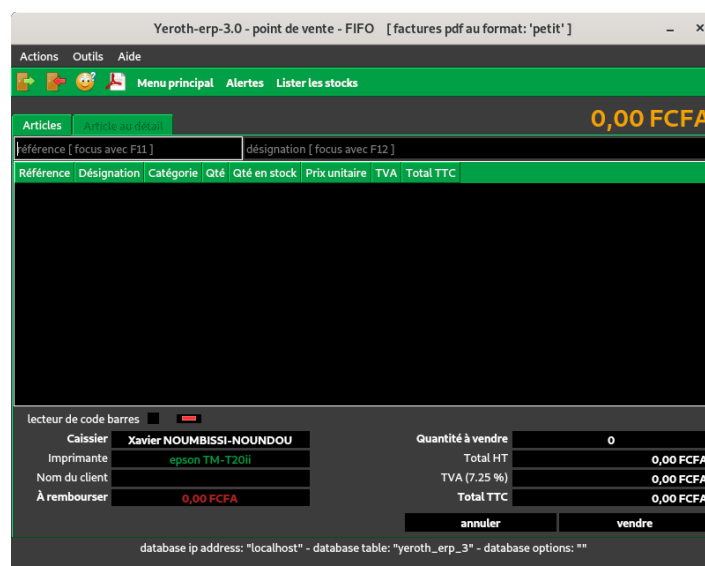 Yeroth-erp-3.0 - point de vente - FIFO [ factures pdf au format: 'petit' ]
Actions Outils Aide
Menu principal Alertes Lister les stocks
0,00 FCFA
Articles Article au détail
référence [ focus avec F11 ] désignation [ focus avec F12 ]
Référence Désignation Catégorie Qté Qté en stock Prix unitaire TVA Total TTC
lecteur de code barres
Caissier Xavier NOUMBISSI-NOUNDOU Quantité à vendre 0
Imprimante epson TM-T20ii Total HT 0,00 FCFA
Nom du client TVA (7.25 %) 0,00 FCFA
À rembourser 0,00 FCFA Total TTC 0,00 FCFA
annuler vendre
database ip address: "localhost" - database table: "yeroth_erp_3" - database options: ""